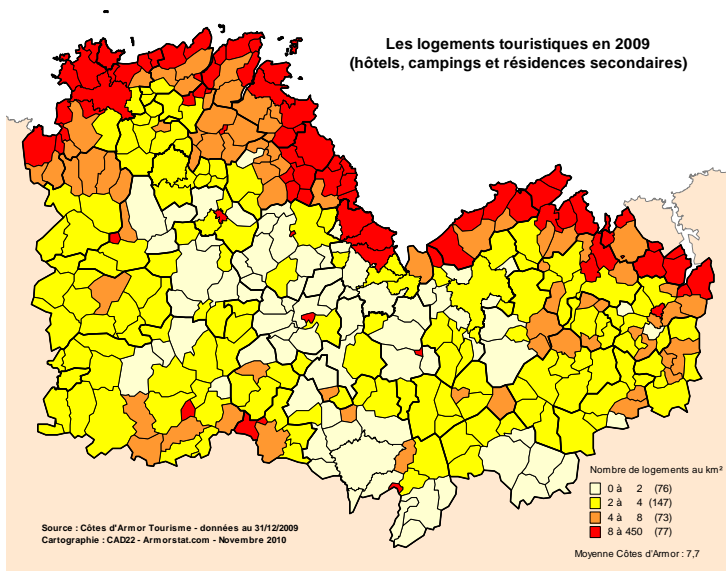 Les logements touristiques en 2009
(hôtels, campings et résidences secondaires)
Nombre de logements au km²
0 à 2 (76)
2 à 4 (147)
4 à 8 (73)
8 à 450 (77)
Moyenne Côtes d'Armor : 7,7
Source : Côtes d'Armor Tourisme - données au 31/12/2009
Cartographie : CAD22 - Armorstat.com - Novembre 2010